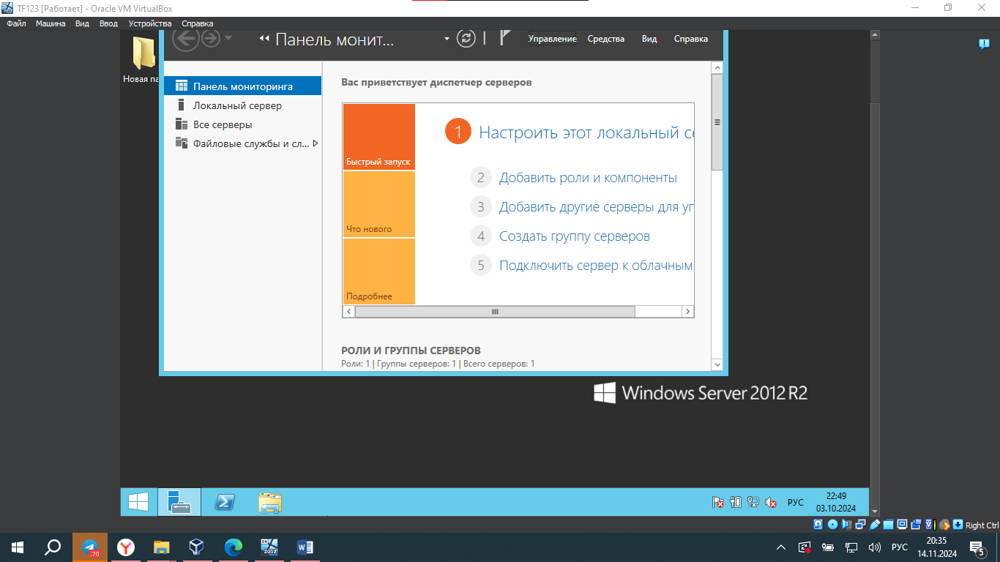 TF123 [Работает] - Oracle VM VirtualBox
Файл Машина Вид Ввод Устройства Справка
Панель монит... Управление Средства Вид Справка
Новая па
Панель мониторинга
Локальный сервер
Все серверы
Файловые службы и сл...
Вас приветствует диспетчер серверов
Быстрый запуск
Что нового
Подробнее
1 Настроить этот локальный се
2 Добавить роли и компоненты
3 Добавить другие серверы для уп
4 Создать группу серверов
5 Подключить сервер к облачным
РОЛИ И ГРУППЫ СЕРВЕРОВ
Роли: 1 | Группы серверов: 1 | Всего серверов: 1
Windows Server 2012 R2
РУС
22:49
03.10.2024
Right Ctrl
70
2012
РУС
20:35
14.11.2024
5